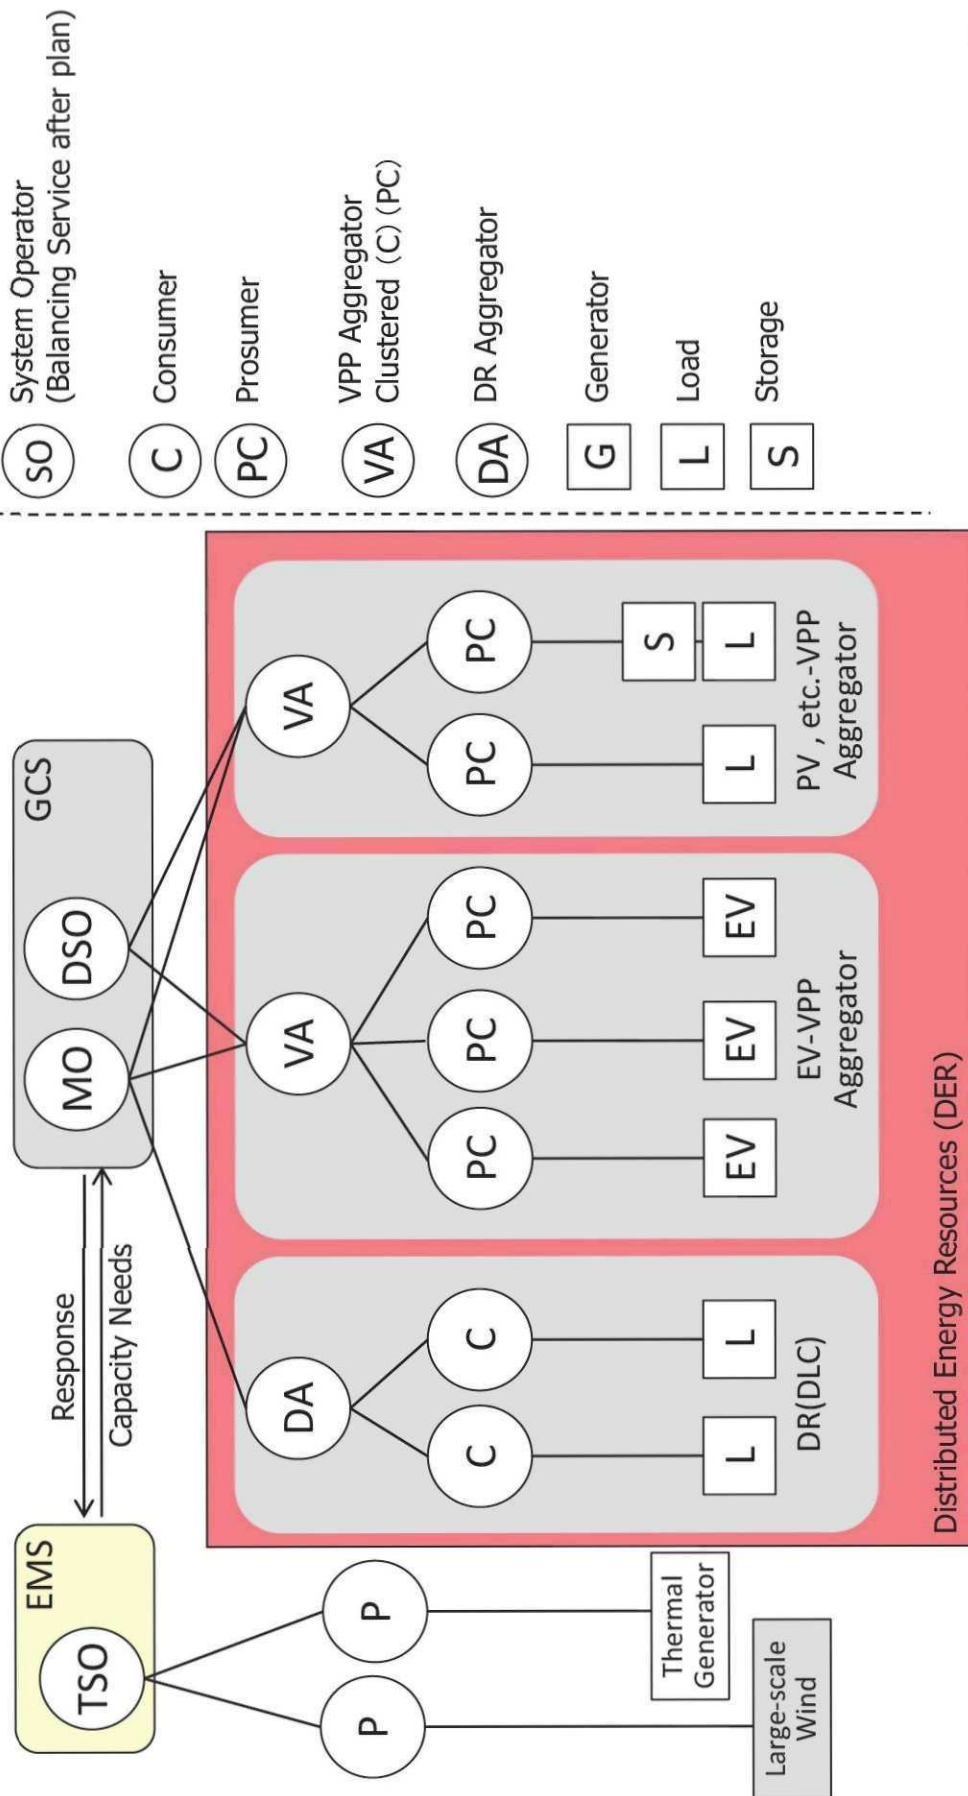 EMS
TSO
Response
Capacity Needs
GCS
MO
DSO
P
P
Large-scale
Wind
Thermal
Generator
DA
C
C
L
L
DR(DLC)
VA
PC
PC
PC
EV
EV
EV
EV-VPP
Aggregator
VA
PC
PC
L
S
L
PV , etc.-VPP
Aggregator
Distributed Energy Resources (DER)
SO
System Operator
(Balancing Service after plan)
C
Consumer
PC
Prosumer
VA
VPP Aggregator
Clustered (C) (PC)
DA
DR Aggregator
G
Generator
L
Load
S
Storage